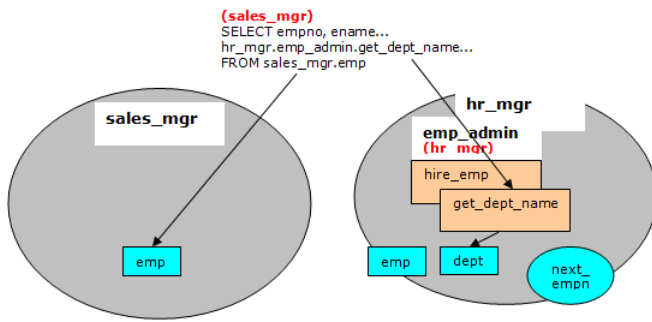 (sales_mgr)
SELECT empno, ename...
hr_mgr.emp_admin.get_dept_name...
FROM sales_mgr.emp
sales_mgr
hr_mgr
emp_admin
(hr_mgr)
hire_emp
get_dept_name
emp
emp
dept
next_
empn